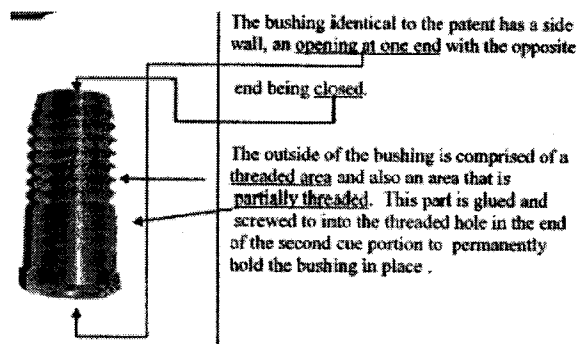 The bushing identical to the patent has a side
wall, an opening at one end with the opposite
end being closed.
The outside of the bushing is comprised of a
threaded area and also an area that is
partially threaded. This part is glued and
screwed to into the threaded hole in the end
of the second cue portion to permanently
hold the bushing in place .